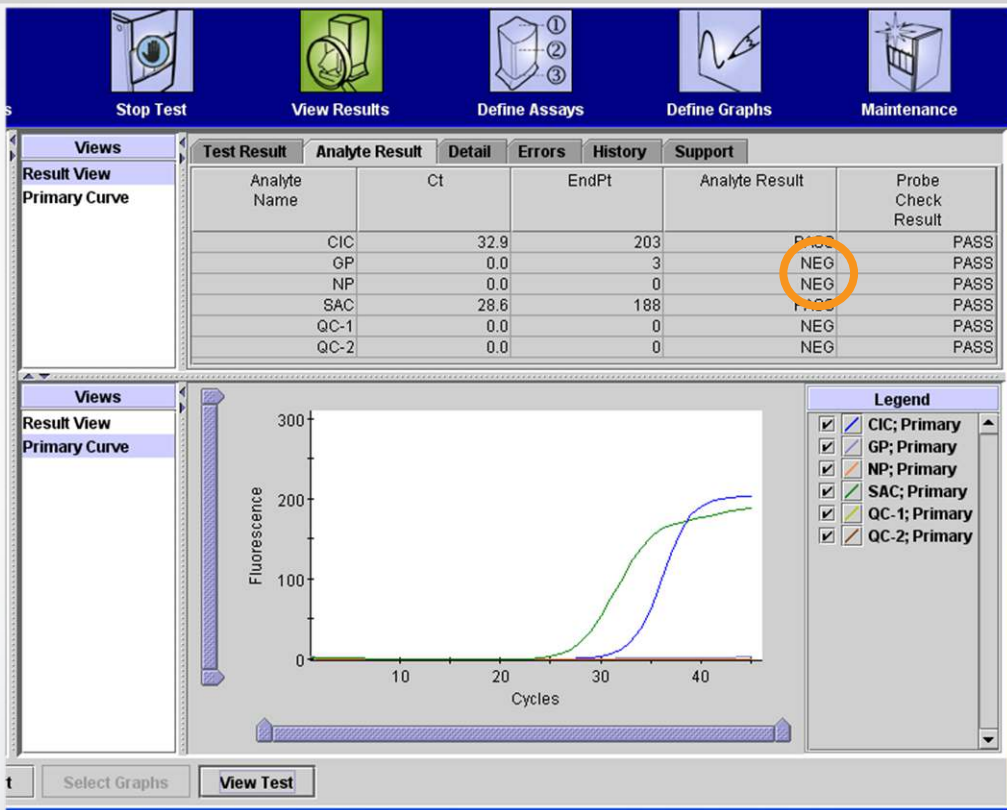 ①
②
③
s Stop Test View Results Define Assays Define Graphs Maintenance
Views
Result View
Primary Curve
Test Result Analyte Result Detail Errors History Support
Analyte Name Ct EndPt Analyte Result Probe Check Result
CIC 32.9 203 PASS PASS
GP 0.0 3 NEG PASS
NP 0.0 0 NEG PASS
SAC 28.6 188 PASS PASS
QC-1 0.0 0 NEG PASS
QC-2 0.0 0 NEG PASS
Views
Result View
Primary Curve
300
200
100
0
Fluorescence
10 20 30 40
Cycles
Legend
CIC; Primary
GP; Primary
NP; Primary
SAC; Primary
QC-1; Primary
QC-2; Primary
t Select Graphs View Test